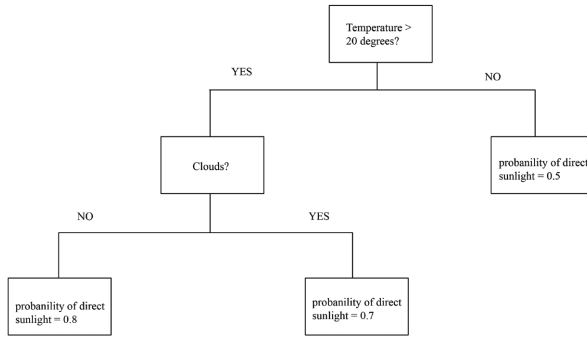 Temperature >
20 degrees?
YES
NO
Clouds?
probanility of direct
sunlight = 0.5
NO
YES
probanility of direct
sunlight = 0.8
probanility of direct
sunlight = 0.7